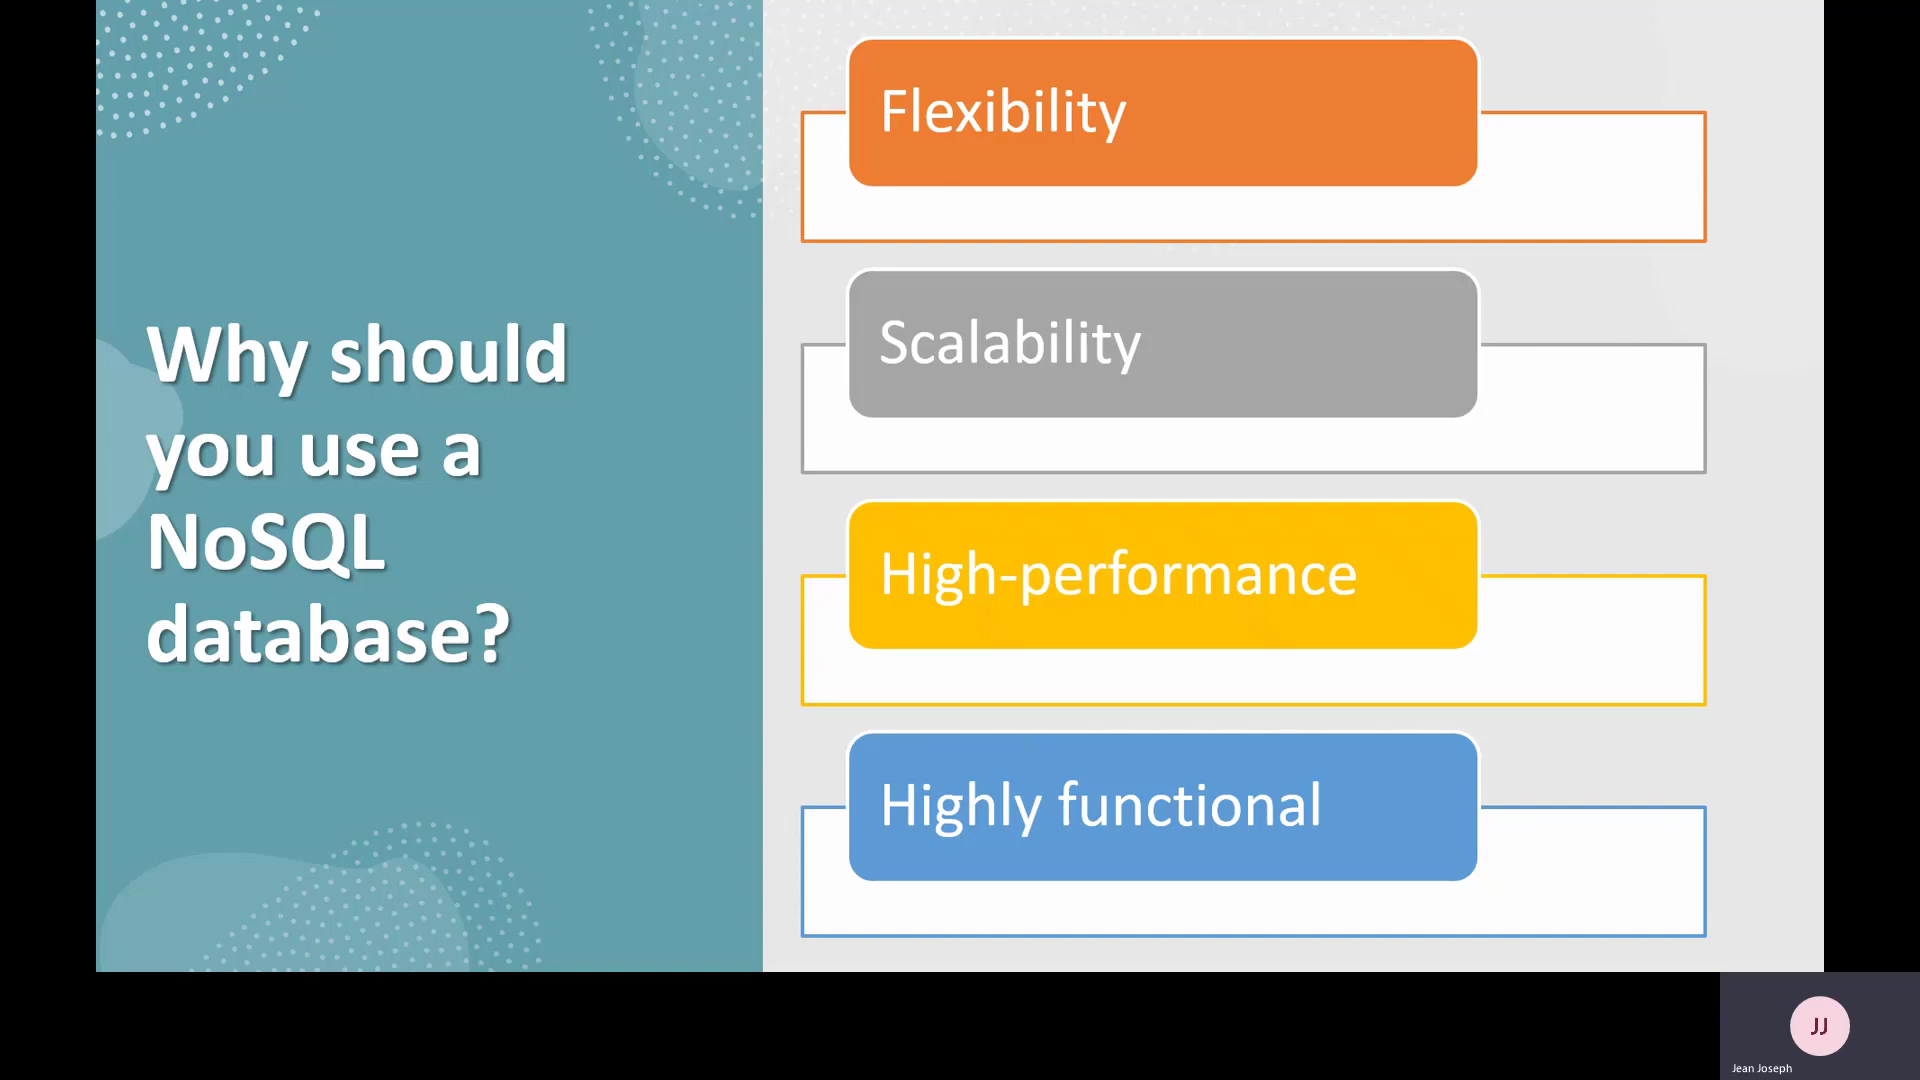 Why should
you use a
NoSQL
database?
Flexibility
Scalability
High-performance
Highly functional
JJ
Jean Joseph